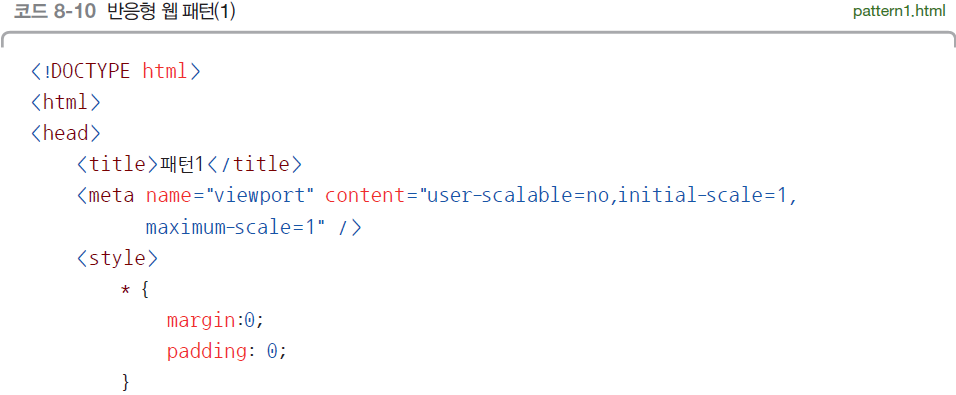 코드 8-10 반응형 웹 패턴(1) pattern1.html
<!DOCTYPE html>
<html>
<head>
<title>패턴1</title>
<meta name="viewport" content="user-scalable=no,initial-scale=1,
maximum-scale=1" />
<style>
* {
margin:0;
padding: 0;
}